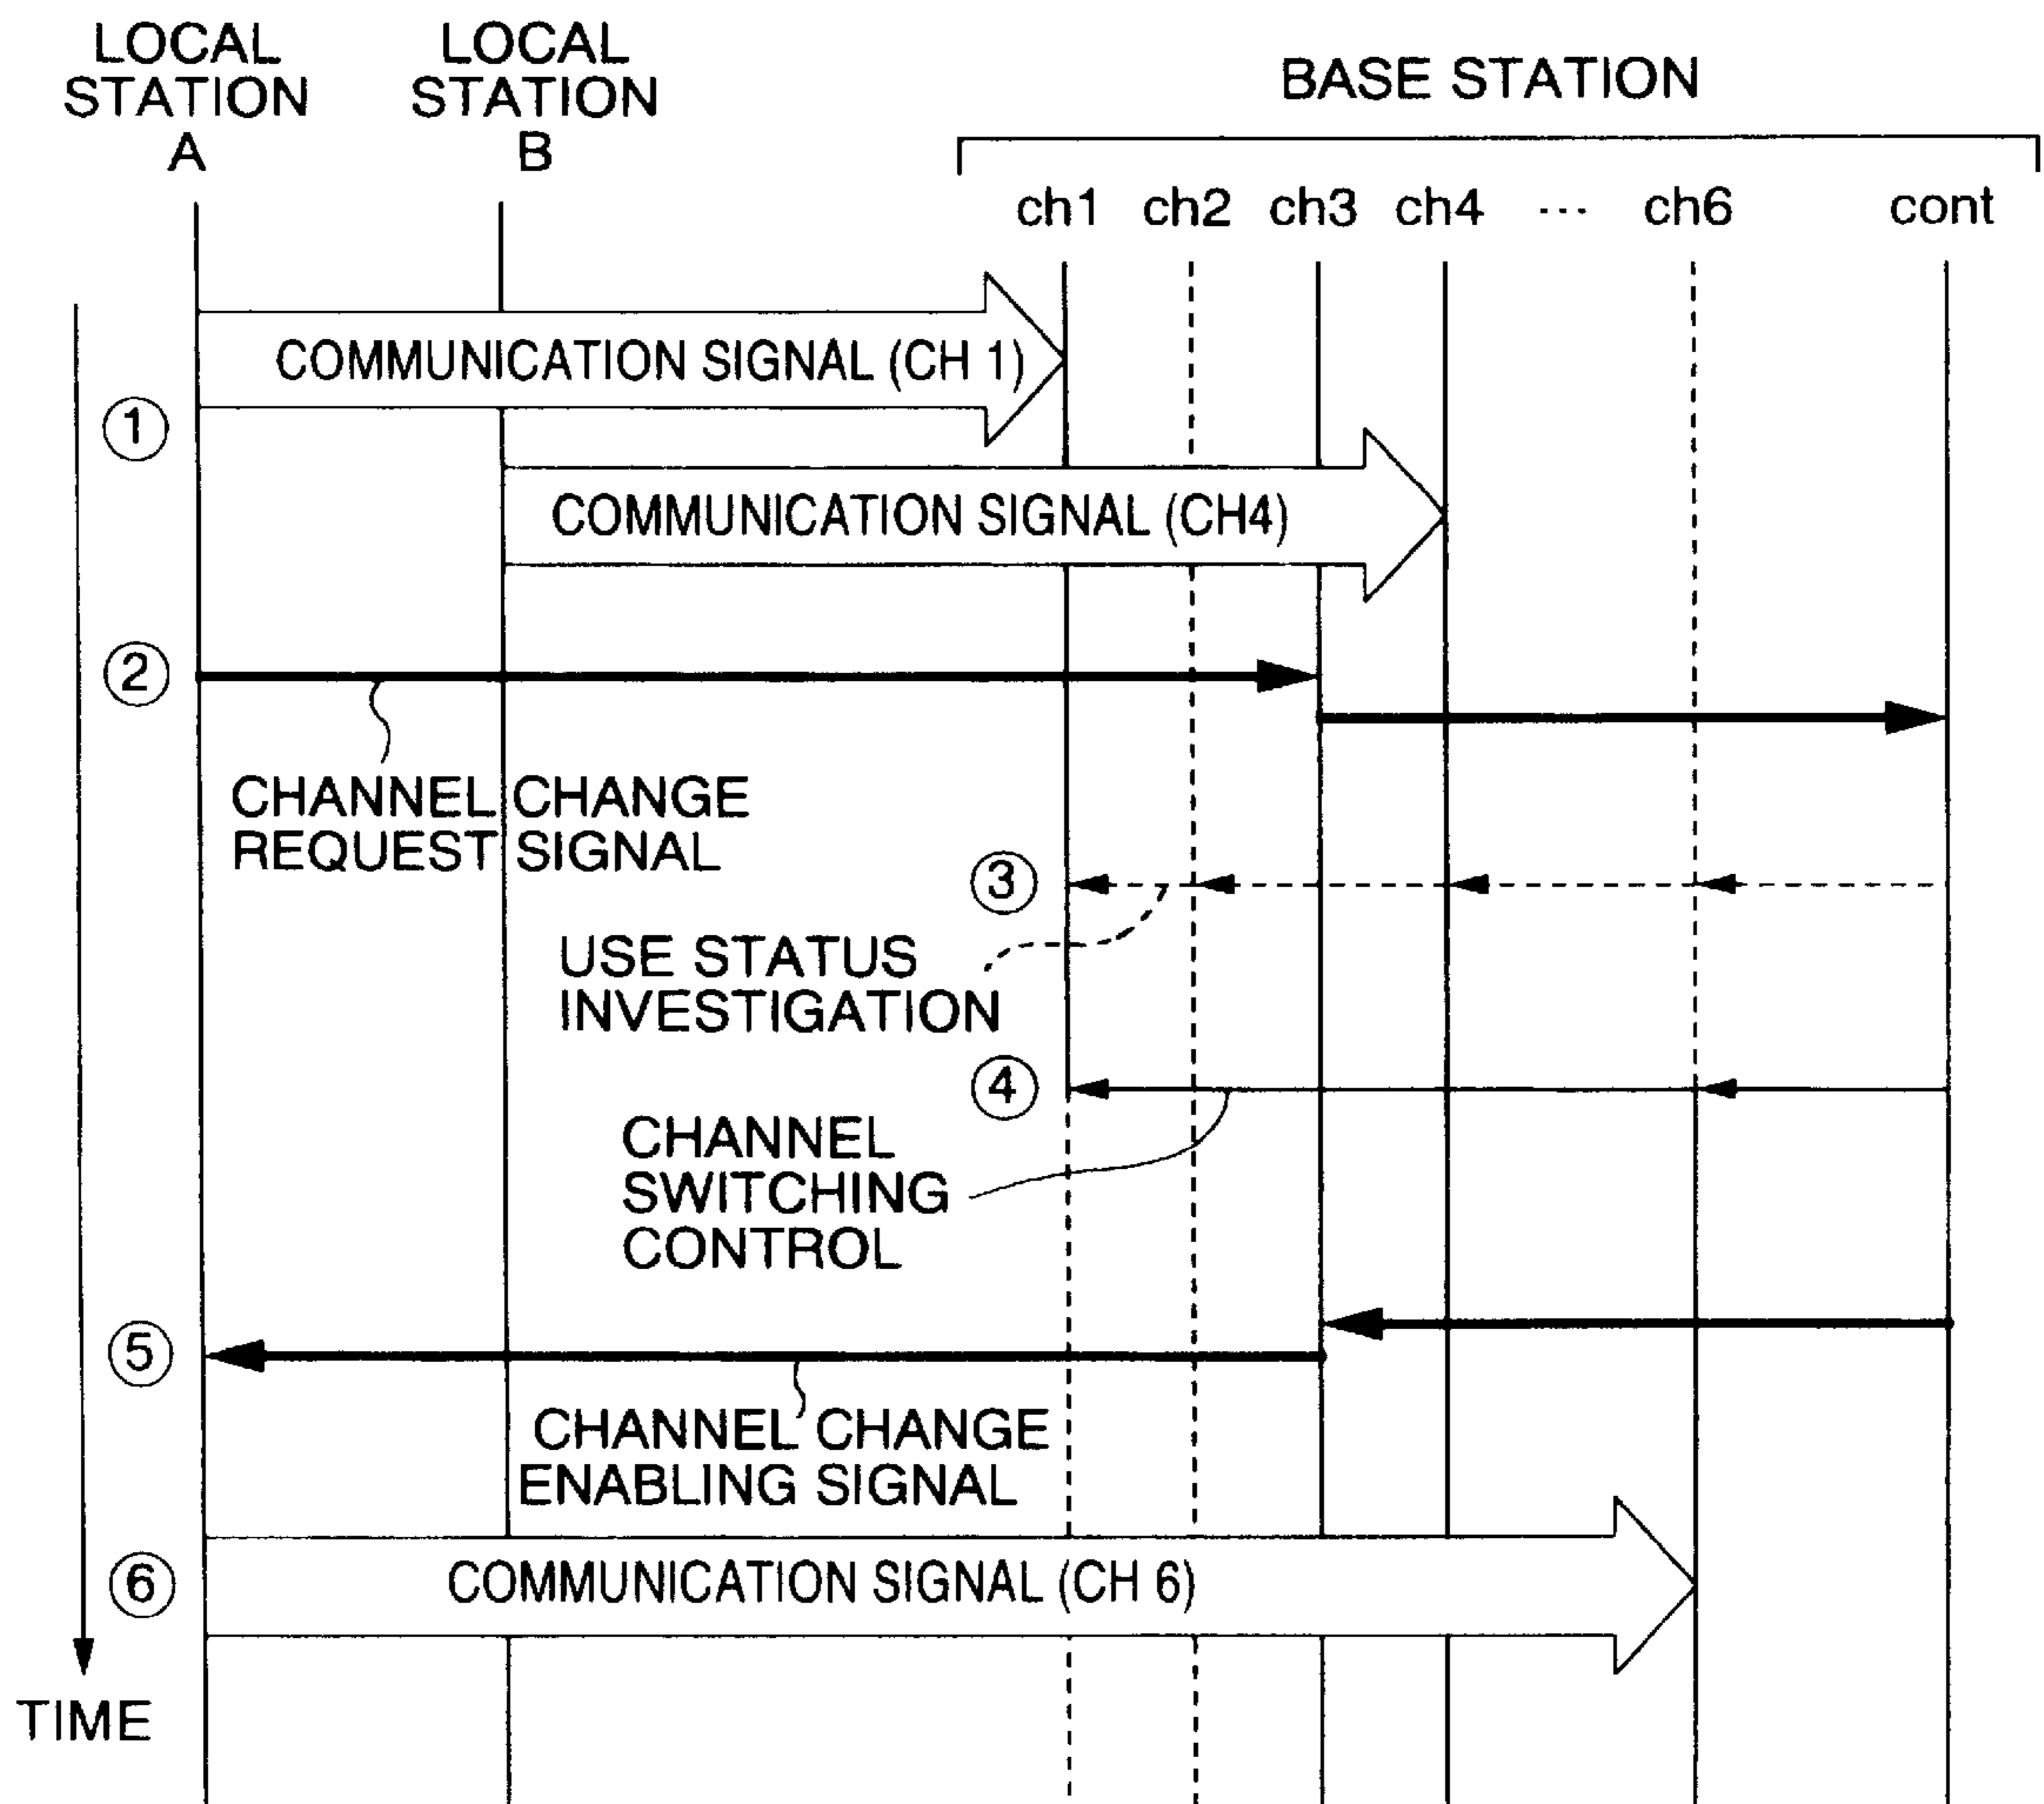 LOCAL
STATION
A
LOCAL
STATION
B
BASE STATION
ch1 ch2 ch3 ch4 ... ch6 cont
COMMUNICATION SIGNAL (CH 1)
①
COMMUNICATION SIGNAL (CH4)
②
CHANNEL CHANGE
REQUEST SIGNAL
③
USE STATUS
INVESTIGATION
④
CHANNEL
SWITCHING
CONTROL
⑤
CHANNEL CHANGE
ENABLING SIGNAL
⑥
COMMUNICATION SIGNAL (CH 6)
TIME